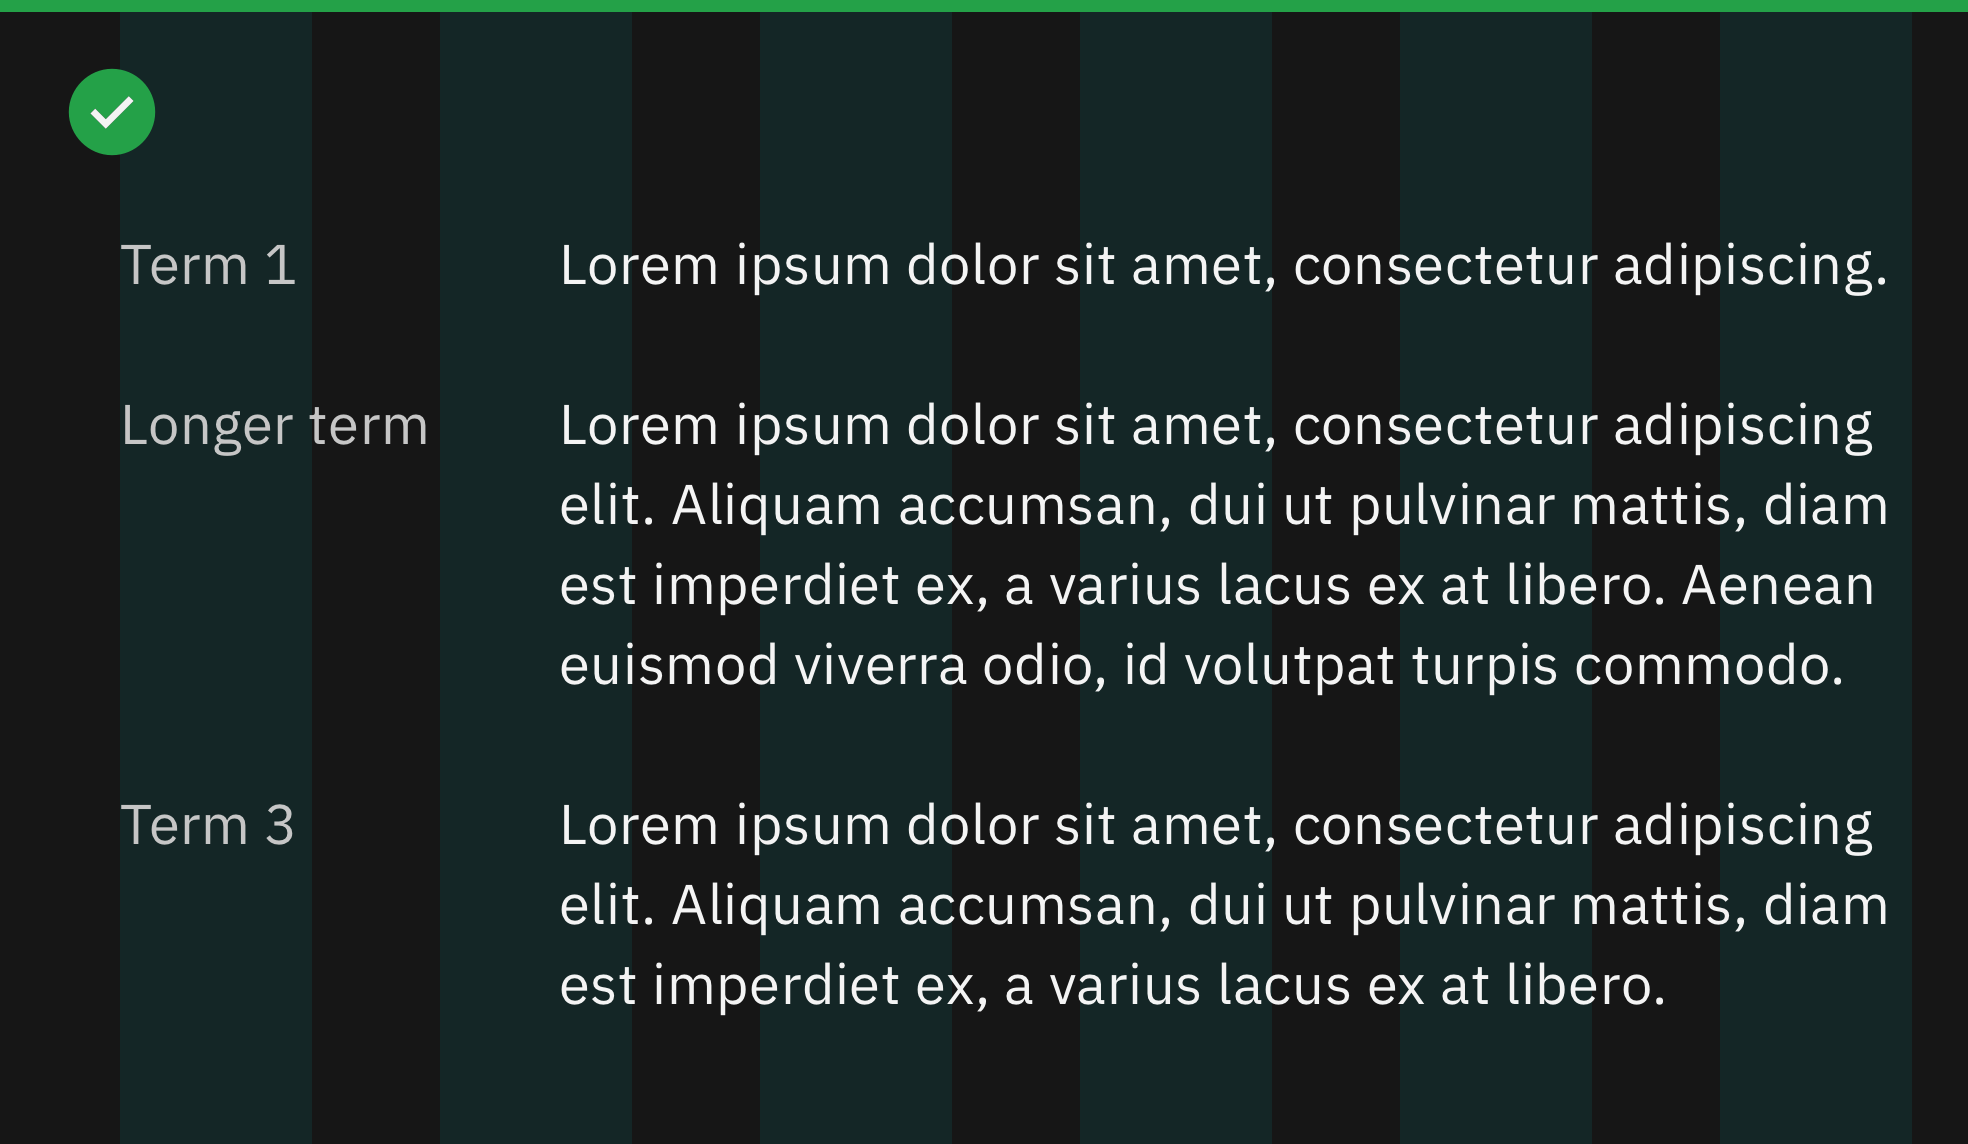 Term 1 Lorem ipsum dolor sit amet, consectetur adipiscing.
Longer term Lorem ipsum dolor sit amet, consectetur adipiscing
elit. Aliquam accumsan, dui ut pulvinar mattis, diam
est imperdiet ex, a varius lacus ex at libero. Aenean
euismod viverra odio, id volutpat turpis commodo.
Term 3 Lorem ipsum dolor sit amet, consectetur adipiscing
elit. Aliquam accumsan, dui ut pulvinar mattis, diam
est imperdiet ex, a varius lacus ex at libero.